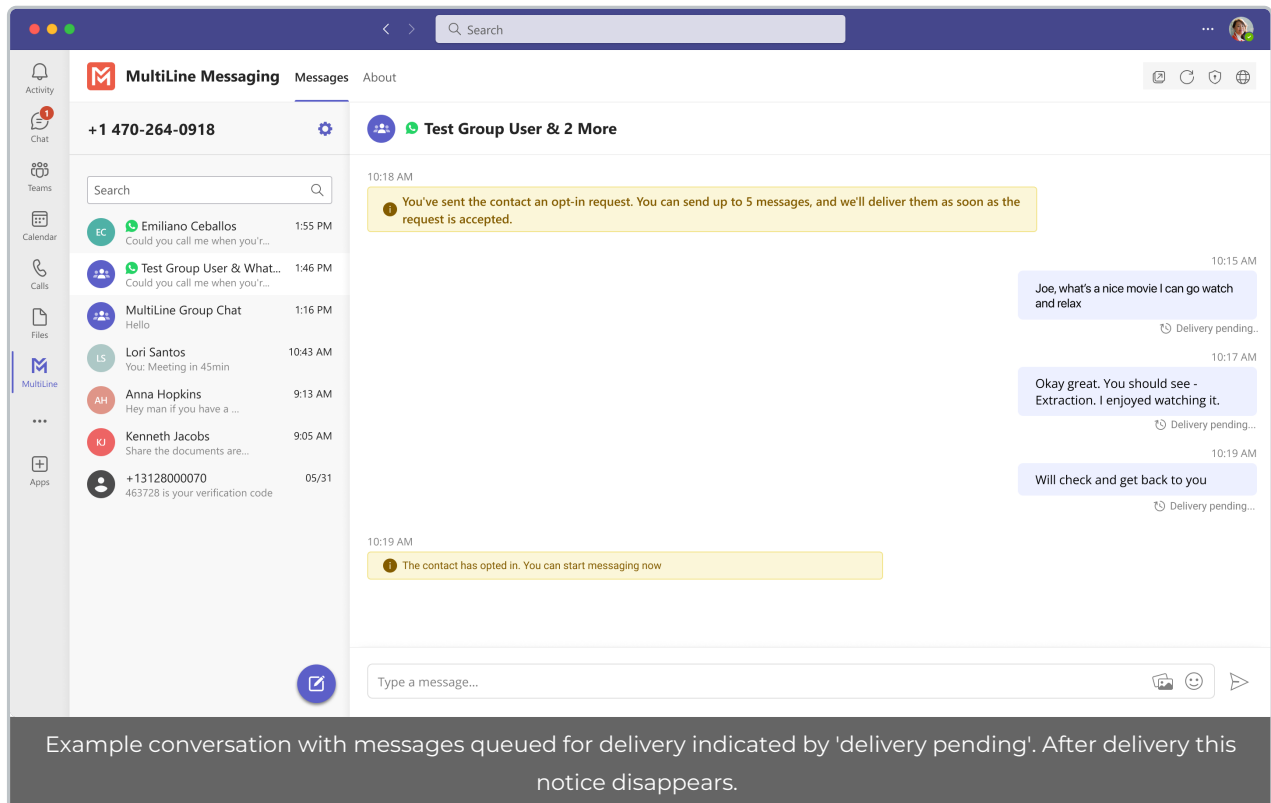 Search
...
Activity
1
Chat
Teams
Calendar
Calls
Files
MultiLine
...
Apps
MultiLine Messaging Messages About
+1 470-264-0918
Search
EC
Emiliano Ceballos 1:55 PM
Could you call me when you'r...
Test Group User & What... 1:46 PM
Could you call me when you'r...
MultiLine Group Chat 1:16 PM
Hello
LS
Lori Santos 10:43 AM
You: Meeting in 45min
AH
Anna Hopkins 9:13 AM
Hey man if you have a ...
KJ
Kenneth Jacobs 9:05 AM
Share the documents are...
+13128000070 05/31
463728 is your verification code
Test Group User & 2 More
10:18 AM
You've sent the contact an opt-in request. You can send up to 5 messages, and we'll deliver them as soon as the
request is accepted.
10:15 AM
Joe, what's a nice movie I can go watch
and relax
Delivery pending..
10:17 AM
Okay great. You should see -
Extraction. I enjoyed watching it.
Delivery pending...
10:19 AM
Will check and get back to you
Delivery pending...
10:19 AM
The contact has opted in. You can start messaging now
Type a message...
Example conversation with messages queued for delivery indicated by 'delivery pending'. After delivery this
notice disappears.